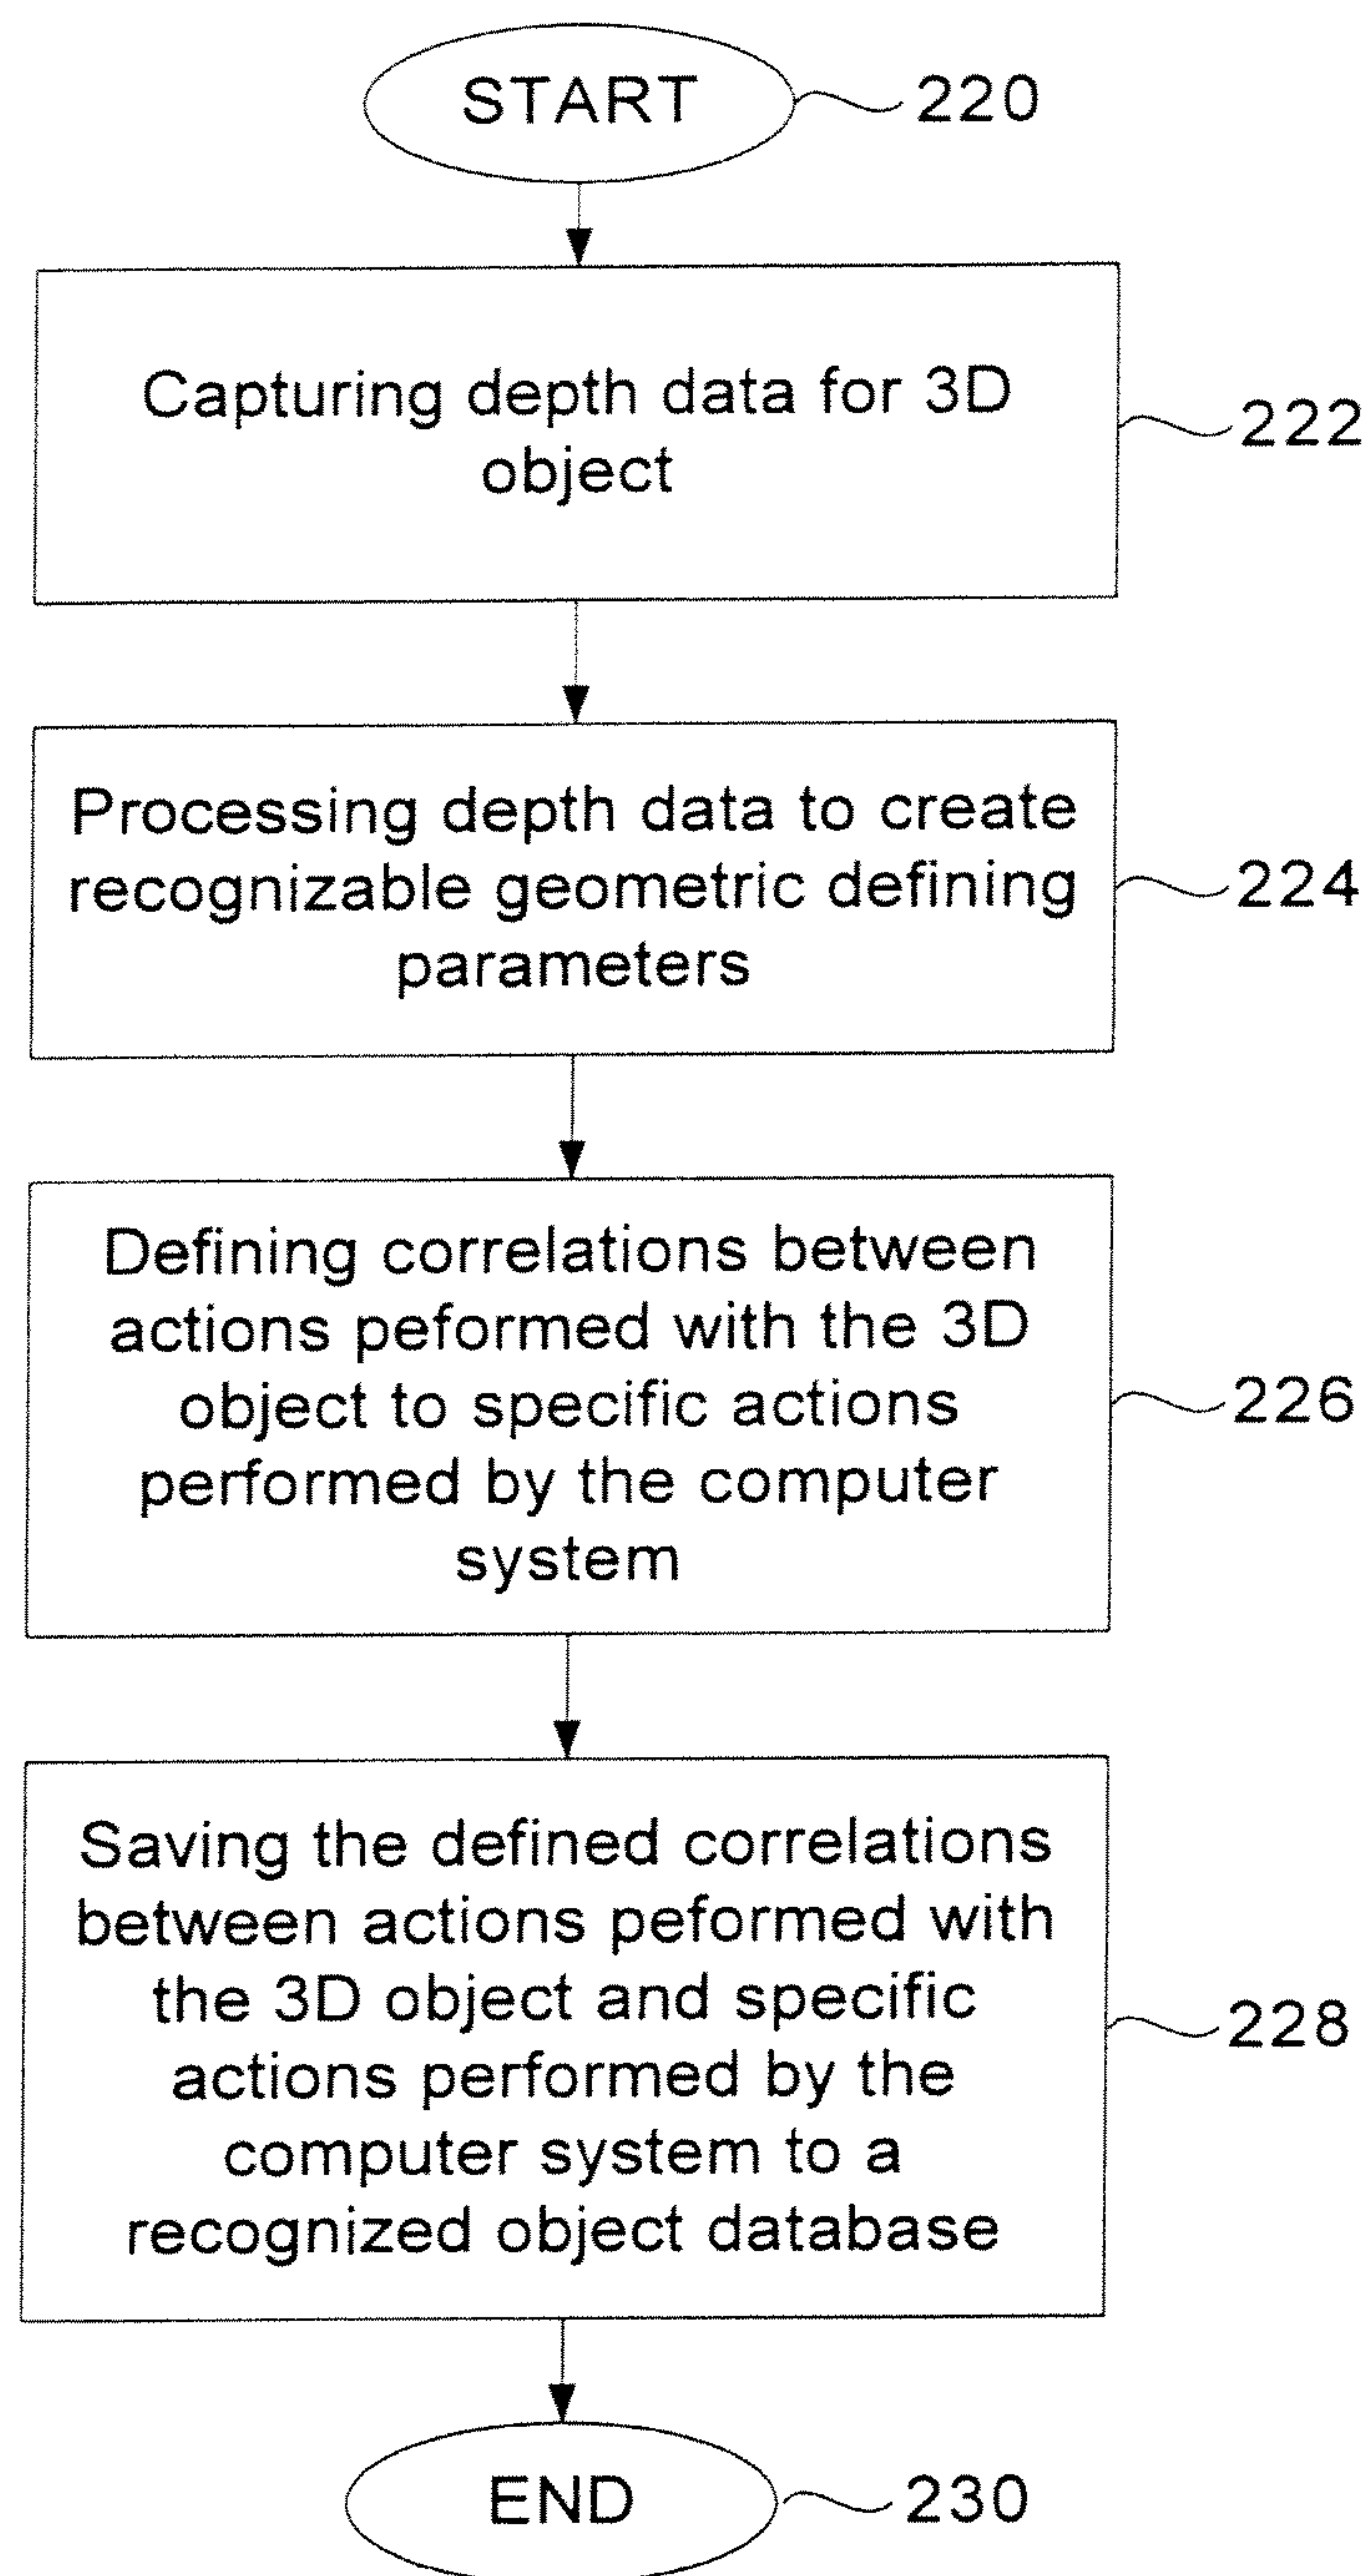 START
220
Capturing depth data for 3D
object
222
Processing depth data to create
recognizable geometric defining
parameters
224
Defining correlations between
actions peformed with the 3D
object to specific actions
performed by the computer
system
226
Saving the defined correlations
between actions peformed with
the 3D object and specific
actions performed by the
computer system to a
recognized object database
228
END
230